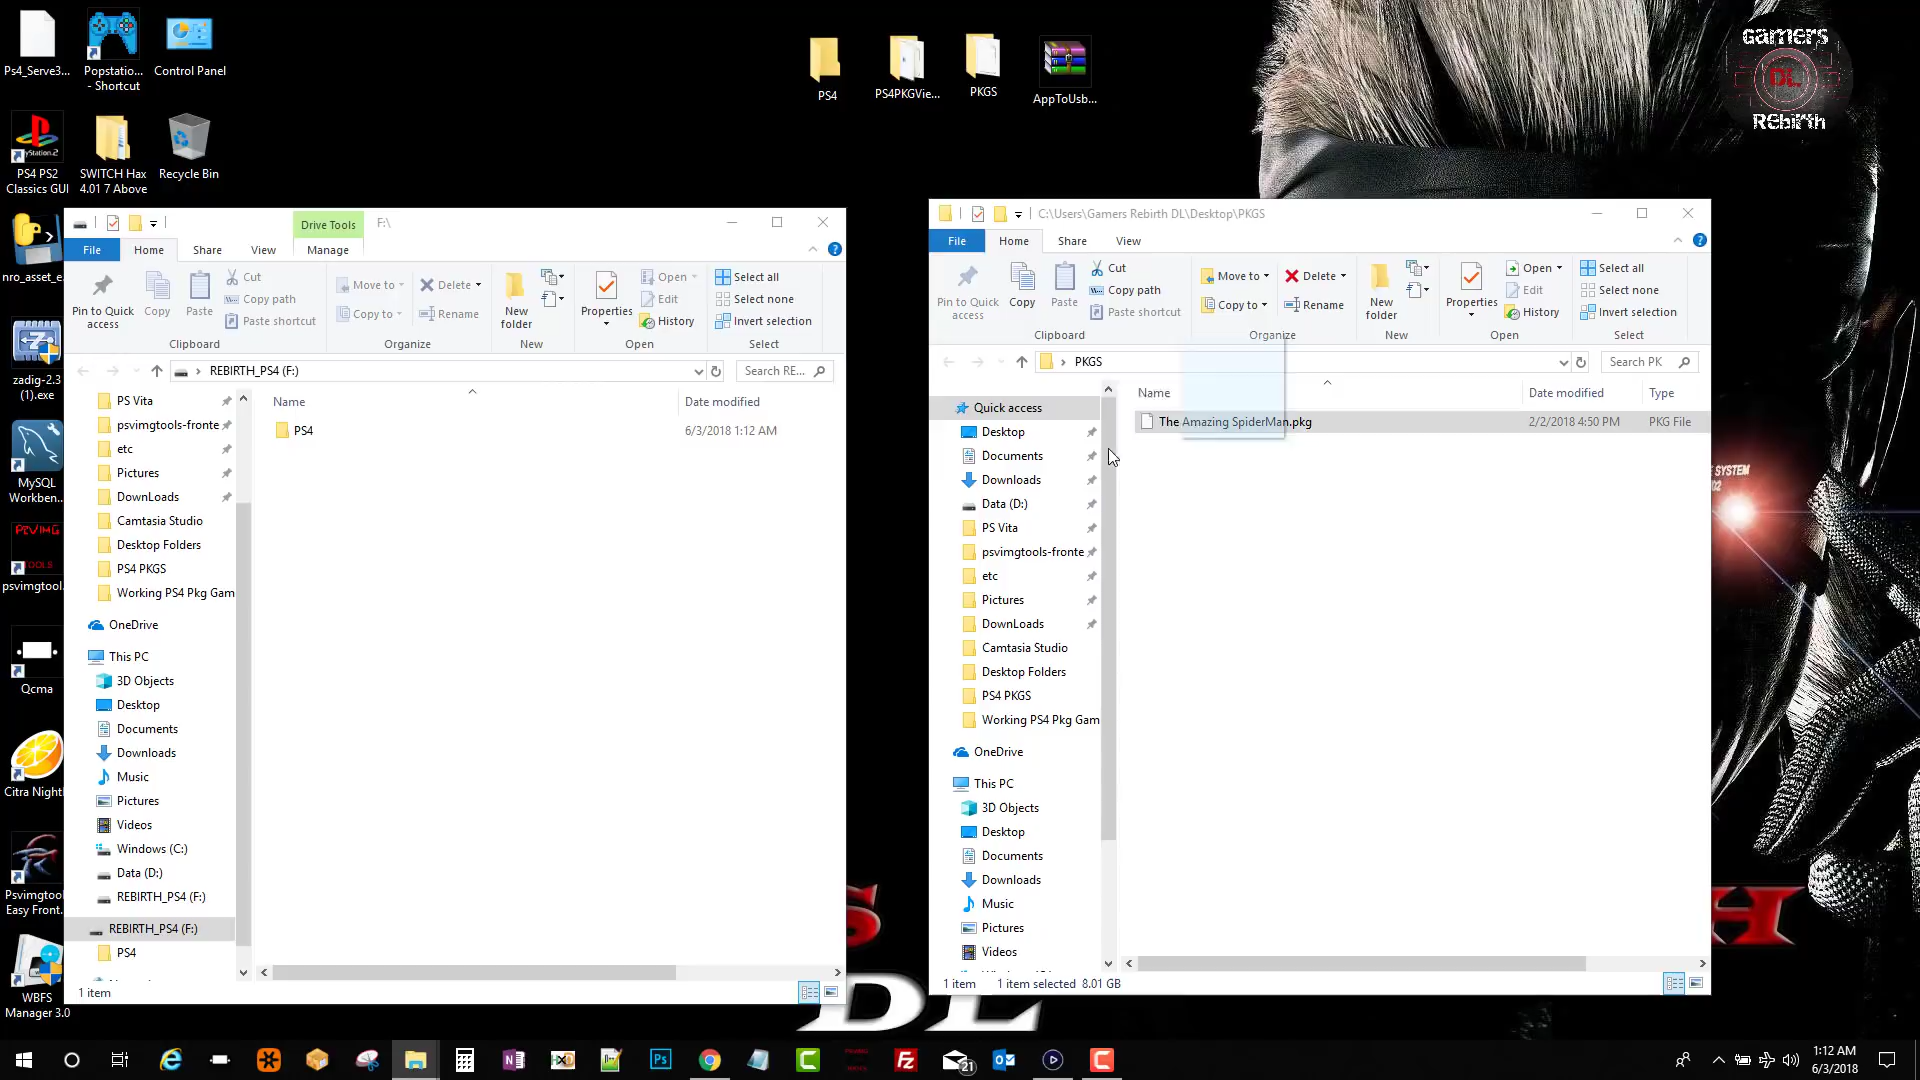 Ps4_Serve3...
Popstatio...
- Shortcut
Control Panel
PS4
PS4PKGVie...
PKGS
AppToUsb...
Gamers
DL
REbirth
PS4 PS2
Classics GUI
SWITCH Hax
4.01 7 Above
Recycle Bin
nro_asset_e
zadig-2.3
(1).exe
MySQL
Workben...
PSVIMG
TOOLS
psvimgtool.
Qcma
Citra Night
Psvimgtool
Easy Front.
WBFS
Manager 3.0
Drive Tools
F:\
File
Home
Share
View
Manage
Pin to Quick
access
Copy
Paste
Cut
Copy path
Paste shortcut
Clipboard
Move to
Copy to
Delete
Rename
Organize
New
folder
New
Properties
Open
Edit
History
Open
Select all
Select none
Invert selection
Select
REBIRTH_PS4 (F:)
Search RE...
Name
Date modified
PS4
6/3/2018 1:12 AM
PS Vita
psvimgtools-fronte
etc
Pictures
DownLoads
Camtasia Studio
Desktop Folders
PS4 PKGS
Working PS4 Pkg Gam
OneDrive
This PC
3D Objects
Desktop
Documents
Downloads
Music
Pictures
Videos
Windows (C:)
Data (D:)
REBIRTH_PS4 (F:)
REBIRTH_PS4 (F:)
PS4
1 item
C:\Users\Gamers Rebirth DL\Desktop\PKGS
File
Home
Share
View
Pin to Quick
access
Copy
Paste
Cut
Copy path
Paste shortcut
Clipboard
Move to
Copy to
Delete
Rename
Organize
New
folder
New
Properties
Open
Edit
History
Open
Select all
Select none
Invert selection
Select
PKGS
Search PK
Name
Date modified
Type
The Amazing SpiderMan.pkg
2/2/2018 4:50 PM
PKG File
Quick access
Desktop
Documents
Downloads
Data (D:)
PS Vita
psvimgtools-fronte
etc
Pictures
DownLoads
Camtasia Studio
Desktop Folders
PS4 PKGS
Working PS4 Pkg Gam
OneDrive
This PC
3D Objects
Desktop
Documents
Downloads
Music
Pictures
Videos
1 item
1 item selected 8.01 GB
SYSTEM
02
S
H
DL
21
1:12 AM
6/3/2018